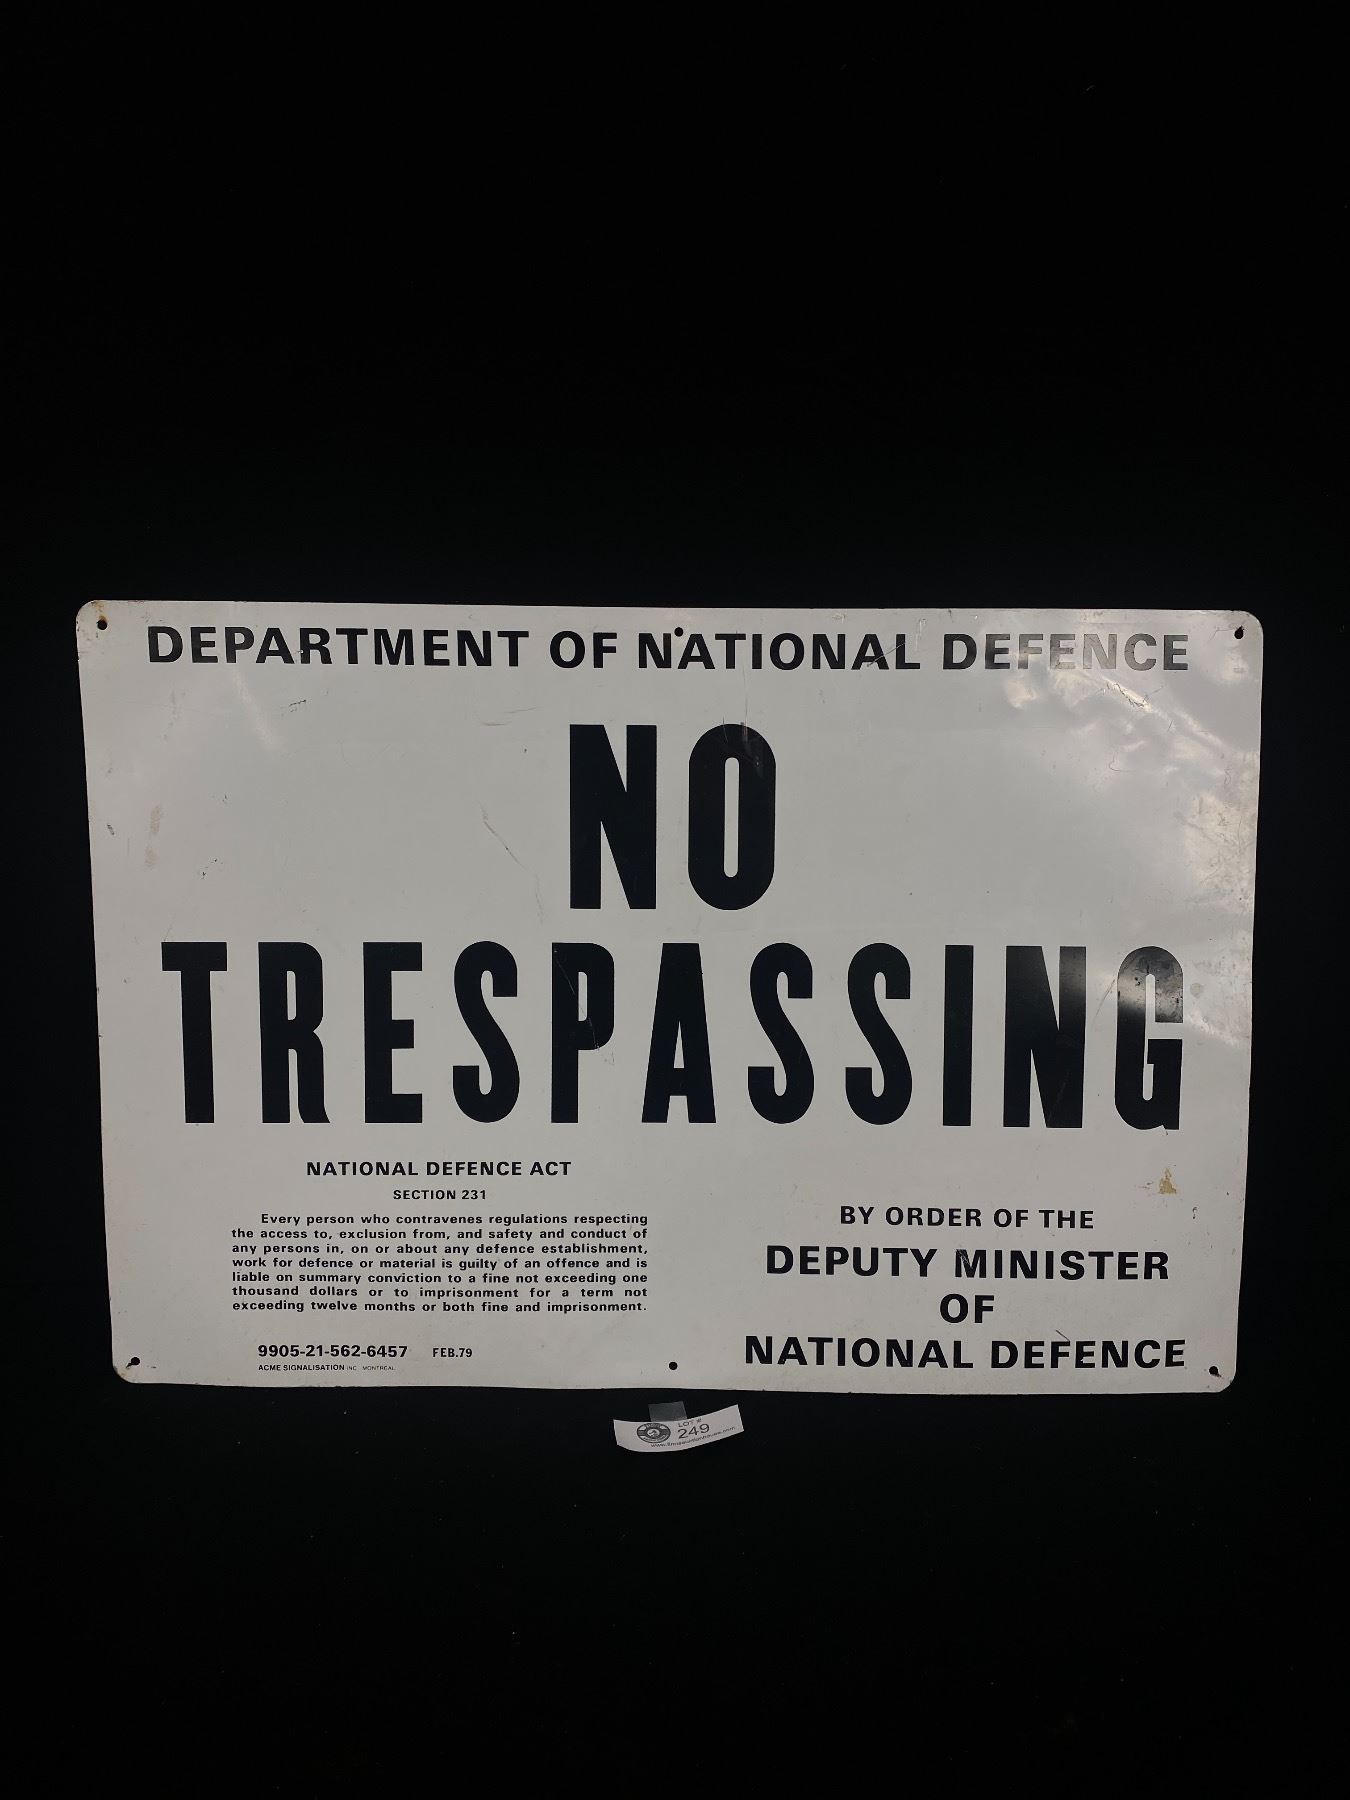 DEPARTMENT OF NATIONAL DEFENCE
NO
TRESPASSING
NATIONAL DEFENCE ACT
SECTION 231
Every person who contravenes regulations respecting
the access to, exclusion from, and safety and conduct of
any persons in, on or about any defence establishment,
work for defence or material is guilty of an offence and is
liable on summary conviction to a fine not exceeding one
thousand dollars or to imprisonment for a term not
exceeding twelve months or both fine and imprisonment.
9905-21-562-6457 FEB.79
ACME SIGNALISATION INC MONTREAL
BY ORDER OF THE
DEPUTY MINISTER
OF
NATIONAL DEFENCE
LOT #
249